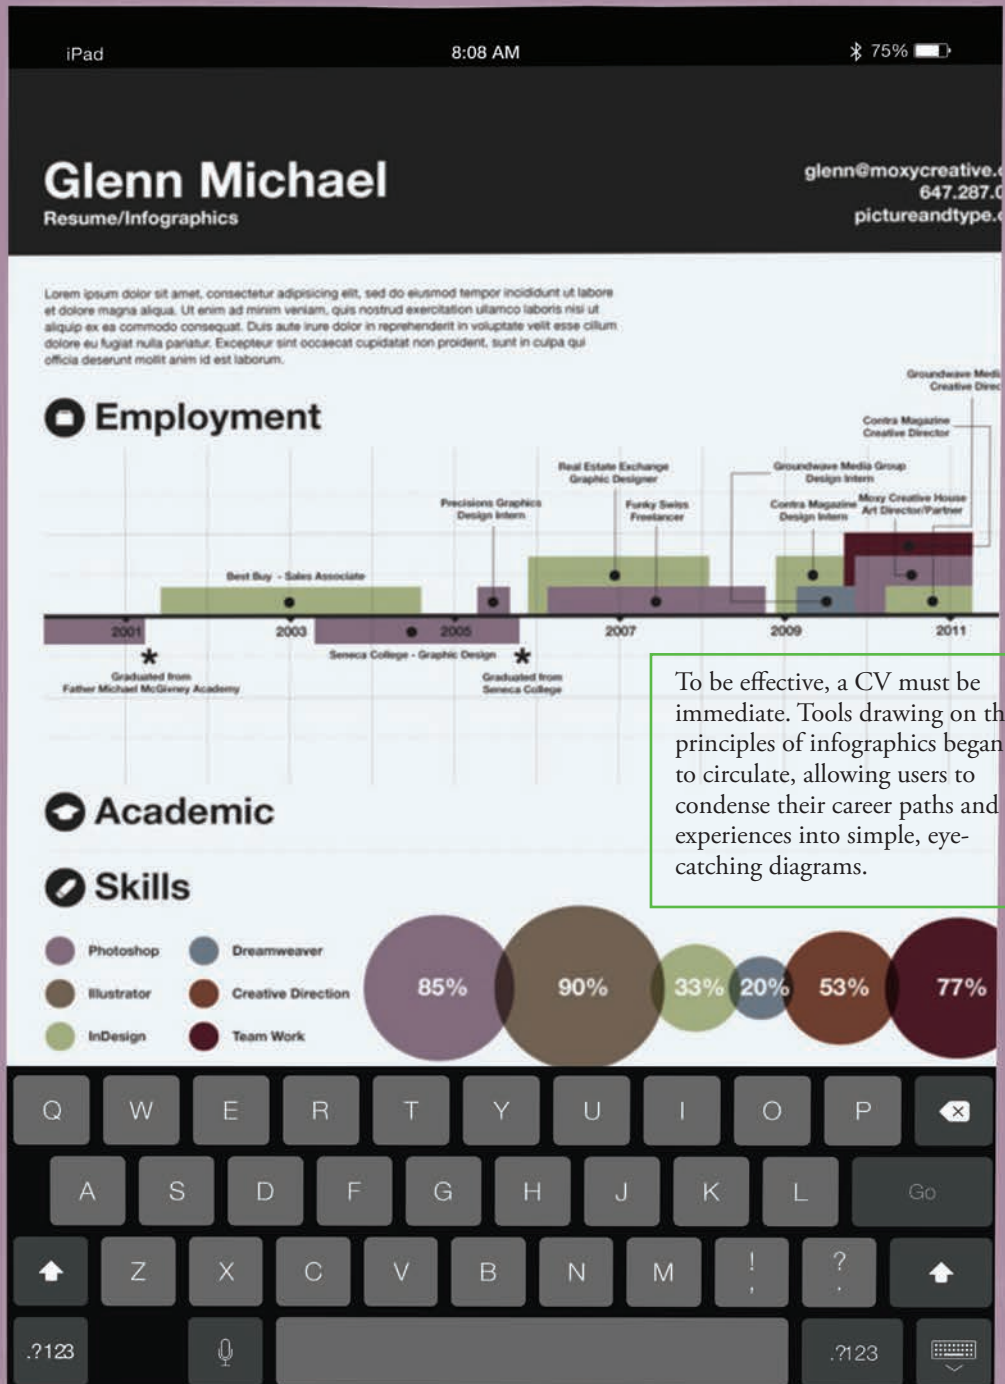 iPad 8:08 AM 75%
Glenn Michael
Resume/Infographics
glenn@moxycreative.
647.287.
pictureandtype.
Lorem ipsum dolor sit amet, consectetur adipisicing elit, sed do eiusmod tempor incididunt ut labore
et dolore magna aliqua. Ut enim ad minim veniam, quis nostrud exercitation ullamco laboris nisi ut
aliquip ex ea commodo consequat. Duis aute irure dolor in reprehenderit in voluptate velit esse cillum
dolore eu fugiat nulla pariatur. Excepteur sint occaecat cupidatat non proident, sunt in culpa qui
officia deserunt mollit anim id est laborum.
Employment
Groundwave Medi
Creative Direc
Contra Magazine
Creative Director
Real Estate Exchange
Graphic Designer
Groundwave Media Group
Design Intern
Precisions Graphics
Design Intern
Funky Swiss
Freelancer
Contra Magazine
Design Intern
Moxy Creative House
Art Director/Partner
Best Buy - Sales Associate
2001 2003 2005 2007 2009 2011
Seneca College - Graphic Design
Graduated from
Father Michael McGivney Academy
Graduated from
Seneca College
To be effective, a CV must be
immediate. Tools drawing on th
principles of infographics began
to circulate, allowing users to
condense their career paths and
experiences into simple, eye-
catching diagrams.
Academic
Skills
Photoshop Dreamweaver
Illustrator Creative Direction
InDesign Team Work
85% 90% 33% 20% 53% 77%
Q W E R T Y U I O P
A S D F G H J K L Go
Z X C V B N M ! , ? .
.?123 .?123